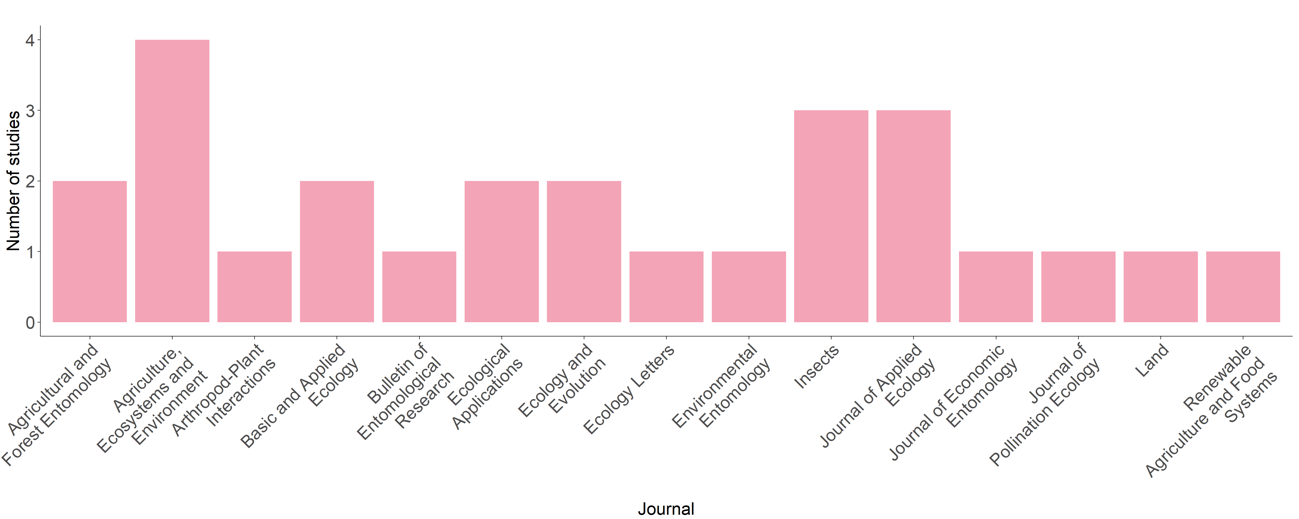 Number of studies
4
3
2
1
0
Agricultural and
Forest Entomology
Agriculture,
Ecosystems and
Environment
Arthropod-Plant
Interactions
Basic and Applied
Ecology
Bulletin of
Entomological
Research
Ecological
Applications
Ecology and
Evolution
Ecology Letters
Environmental
Entomology
Insects
Journal of Applied
Ecology
Journal of Economic
Entomology
Journal of
Pollination Ecology
Land
Renewable
Agriculture and Food
Systems
Journal